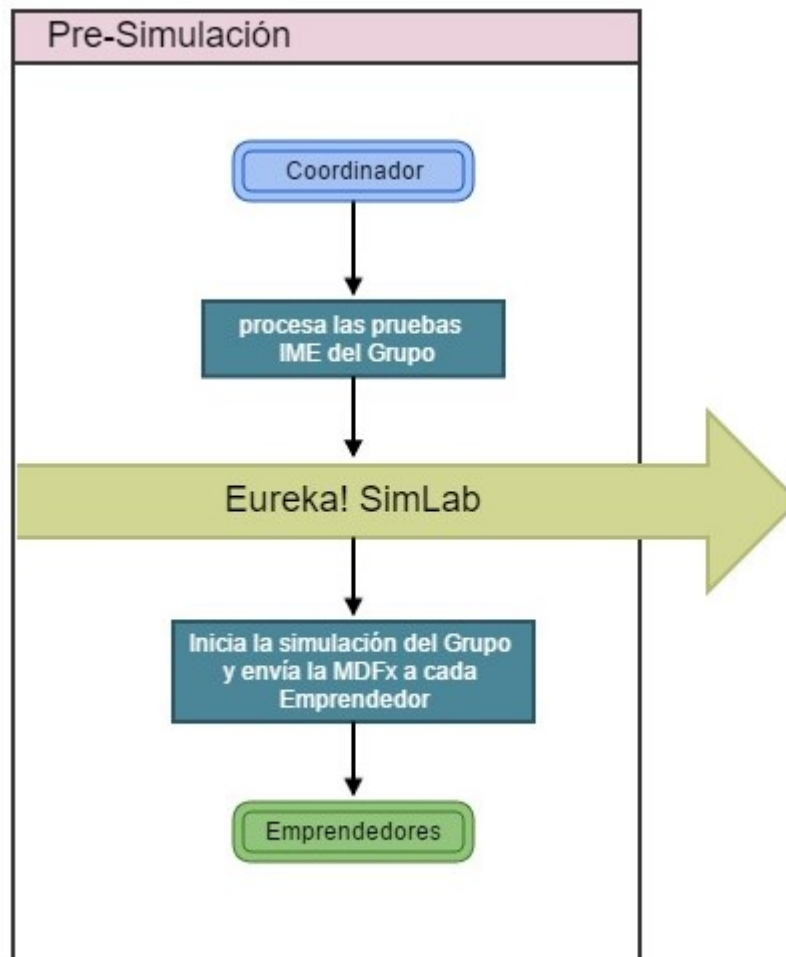 Pre-Simulación
Coordinador
procesa las pruebas
IME del Grupo
Eureka! SimLab
Inicia la simulación del Grupo
y envía la MDFx a cada
Emprendedor
Emprendedores